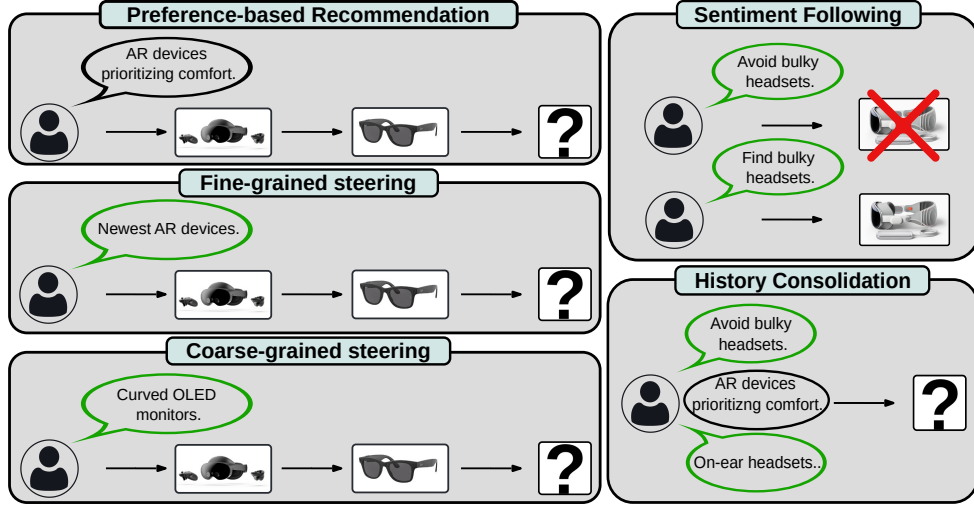 Preference-based Recommendation
AR devices
prioritizing comfort.
?
Fine-grained steering
Newest AR devices.
?
Coarse-grained steering
Curved OLED
monitors.
?
Sentiment Following
Avoid bulky
headsets.
Find bulky
headsets.
History Consolidation
Avoid bulky
headsets.
AR devices
prioritizng comfort.
?
On-ear headsets..